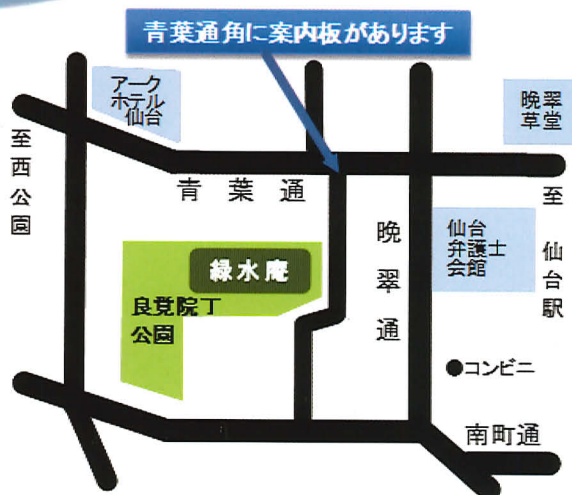 青葉通角に案内板があります
アーク
ホテル
仙台
晩翠
草堂
至西公園
青葉通
至仙台駅
晩翠通
仙台
弁護士
会館
緑水庵
良覚院丁
公園
コンビニ
南町通